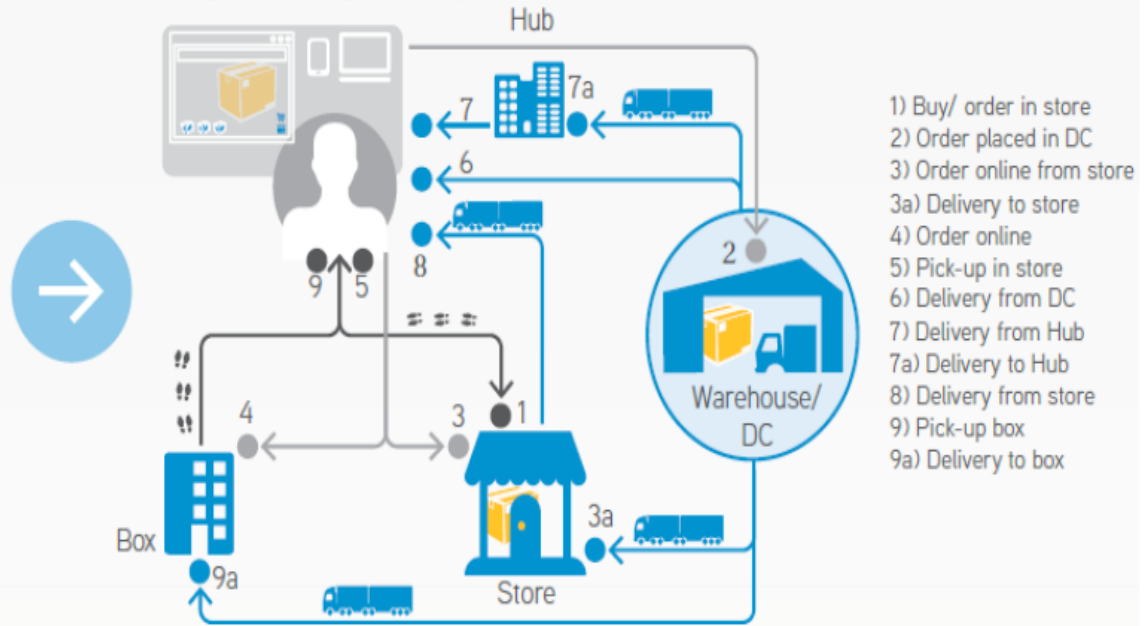 Hub
7
7a
6
8
2
9
5
4
3
1
Warehouse/
DC
Box
9a
3a
Store
1) Buy/ order in store
2) Order placed in DC
3) Order online from store
3a) Delivery to store
4) Order online
5) Pick-up in store
6) Delivery from DC
7) Delivery from Hub
7a) Delivery to Hub
8) Delivery from store
9) Pick-up box
9a) Delivery to box